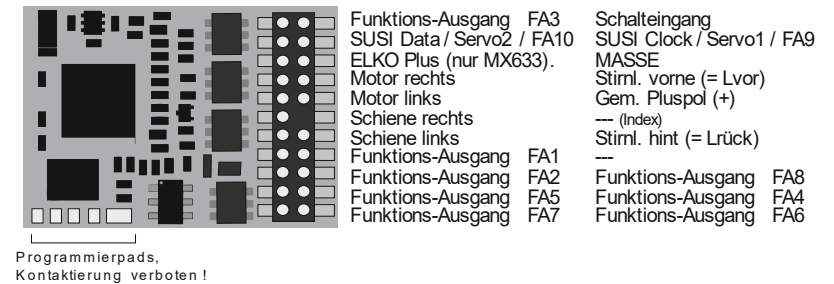 Funktions-Ausgang FA3 Schalteingang
SUSI Data / Servo2 / FA10 SUSI Clock / Servo1 / FA9
ELKO Plus (nur MX633). MASSE
Motor rechts Stirnl. vorne (= Lvor)
Motor links Gem. Pluspol (+)
Schiene rechts --- (Index)
Schiene links Stirnl. hint (= Lrück)
Funktions-Ausgang FA1 ---
Funktions-Ausgang FA2 Funktions-Ausgang FA8
Funktions-Ausgang FA5 Funktions-Ausgang FA4
Funktions-Ausgang FA7 Funktions-Ausgang FA6
Programmierpads,
Kontaktierung verboten !